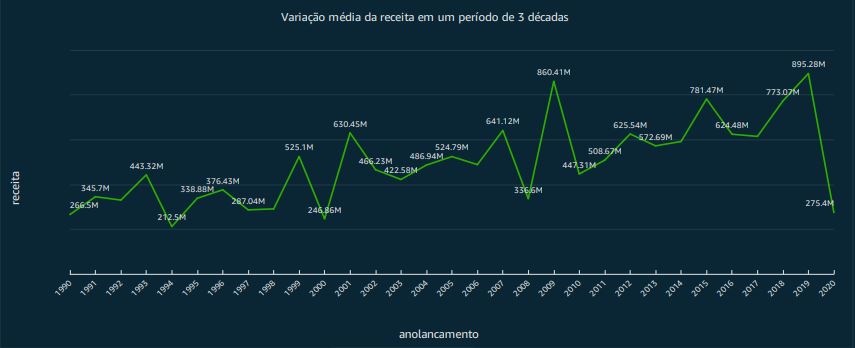 Variação média da receita em um período de 3 décadas
receita
266.5M
345.7M
443.32M
212.5M
338.88M
376.43M
287.04M
525.1M
246.86M
630.45M
466.23M
422.58M
486.94M
524.79M
641.12M
336.6M
860.41M
447.31M
508.67M
625.54M
572.69M
781.47M
624.48M
773.07M
895.28M
275.4M
1990 1991 1992 1993 1994 1995 1996 1997 1998 1999 2000 2001 2002 2003 2004 2005 2006 2007 2008 2009 2010 2011 2012 2013 2014 2015 2016 2017 2018 2019 2020
anolancamento